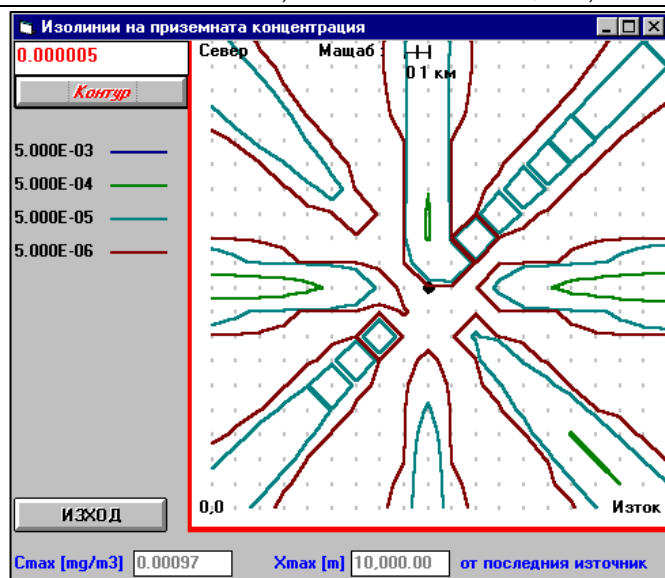 Изолинии на приземната концентрация
0.000005
Север
Мащаб :
0 1 км
Контур
5.000E-03
5.000E-04
5.000E-05
5.000E-06
0,0
Изток
ИЗХОД
Cmax [mg/m3] 0.00097 Xmax [m] 10,000.00 от последния източник